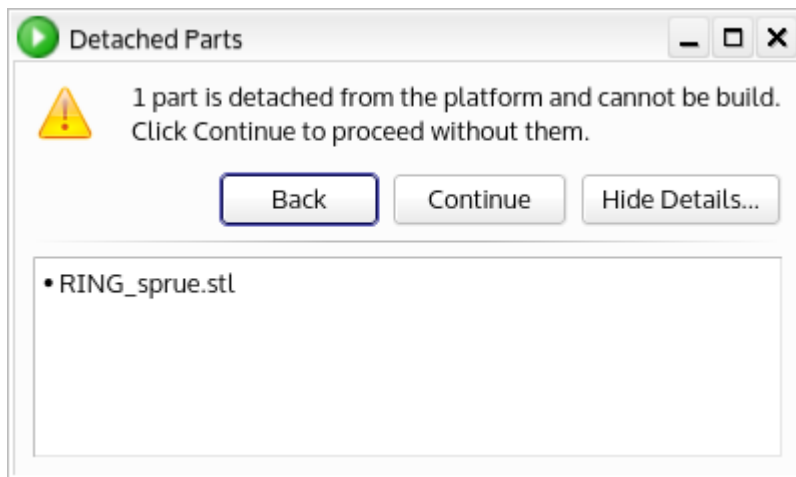 Detached Parts
1 part is detached from the platform and cannot be build.
Click Continue to proceed without them.
Back Continue Hide Details...
• RING_sprue.stl